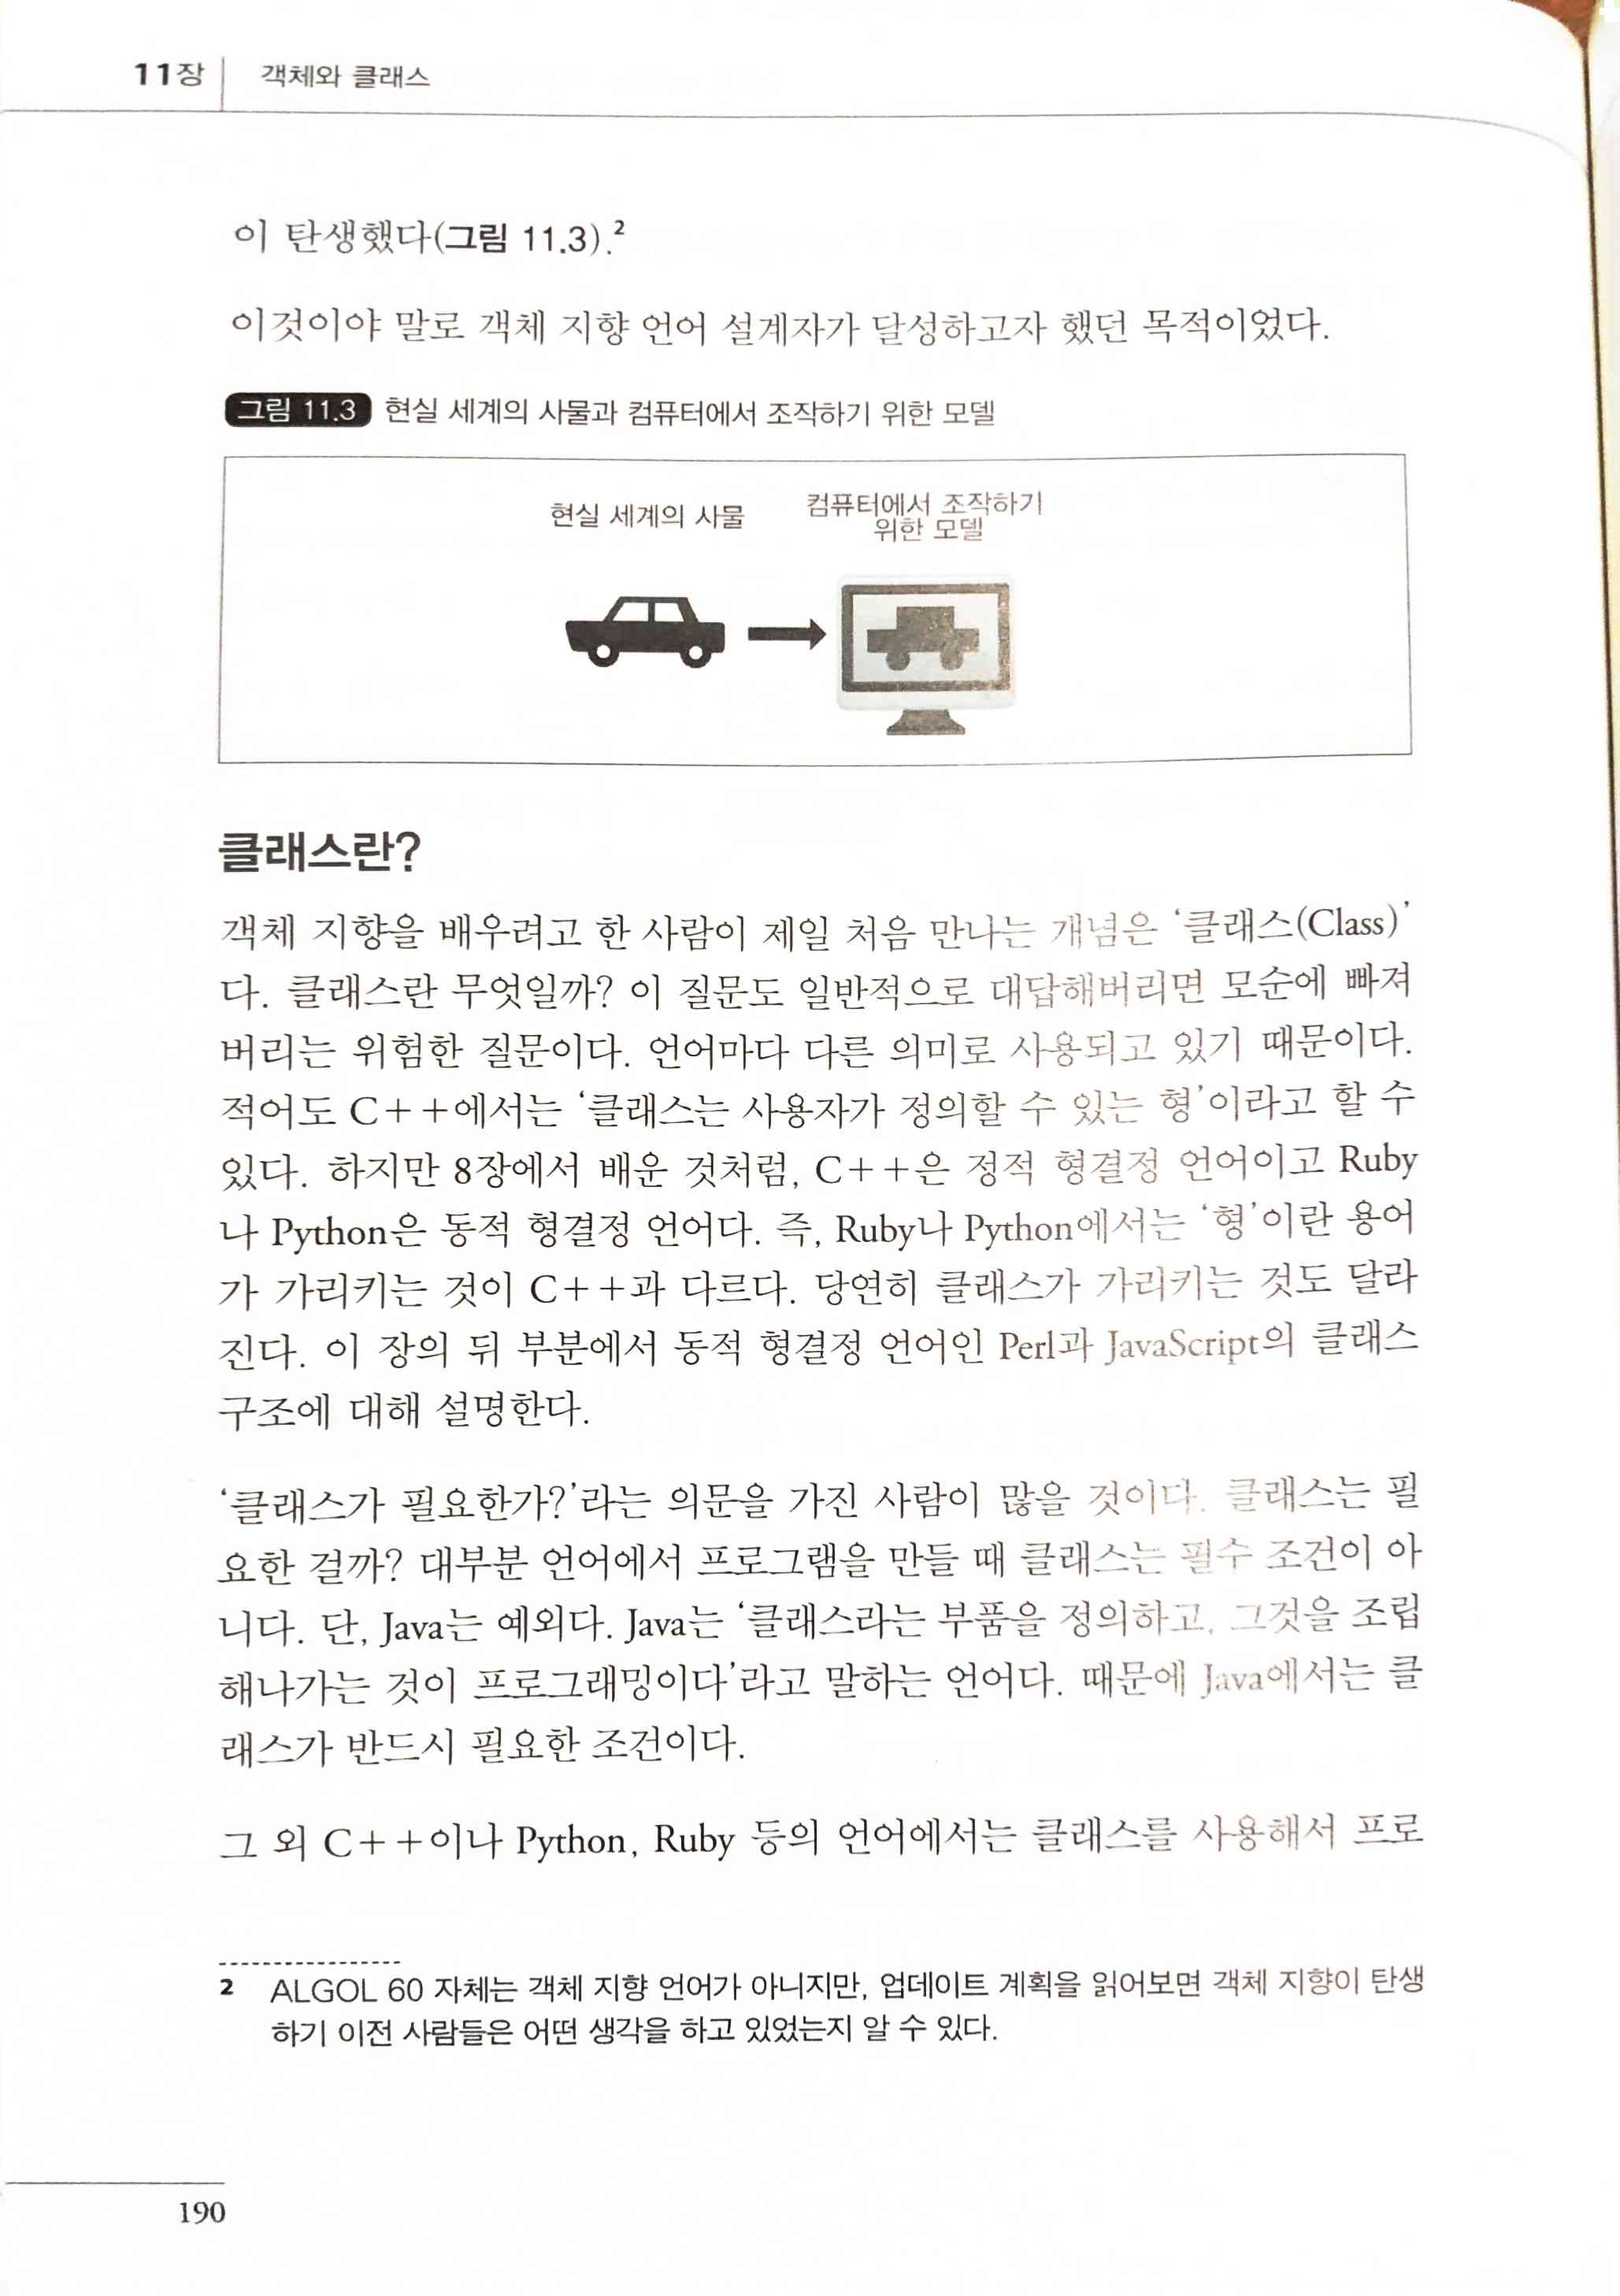 11장 객체와 클래스
이 탄생했다(그림 11.3).²
이것이야 말로 객체 지향 언어 설계자가 달성하고자 했던 목적이었다.
그림 11.3 현실 세계의 사물과 컴퓨터에서 조작하기 위한 모델
현실 세계의 사물
컴퓨터에서 조작하기
위한 모델
클래스란?
객체 지향을 배우려고 한 사람이 제일 처음 만나는 개념은 ‘클래스(Class)’
다. 클래스란 무엇일까? 이 질문도 일반적으로 대답해버리면 모순에 빠져
버리는 위험한 질문이다. 언어마다 다른 의미로 사용되고 있기 때문이다.
적어도 C++에서는 ‘클래스는 사용자가 정의할 수 있는 형’이라고 할 수
있다. 하지만 8장에서 배운 것처럼, C++은 정적 형결정 언어이고 Ruby
나 Python은 동적 형결정 언어다. 즉, Ruby나 Python에서는 ‘형’이란 용어
가 가리키는 것이 C++과 다르다. 당연히 클래스가 가리키는 것도 달라
진다. 이 장의 뒤 부분에서 동적 형결정 언어인 Perl과 JavaScript의 클래스
구조에 대해 설명한다.
‘클래스가 필요한가?’라는 의문을 가진 사람이 많을 것이다. 클래스는 필
요한 걸까? 대부분 언어에서 프로그램을 만들 때 클래스는 필수 조건이 아
니다. 단, Java는 예외다. Java는 ‘클래스라는 부품을 정의하고, 그것을 조립
해나가는 것이 프로그래밍이다’라고 말하는 언어다. 때문에 Java에서는 클
래스가 반드시 필요한 조건이다.
그 외 C++이나 Python, Ruby 등의 언어에서는 클래스를 사용해서 프로
2 ALGOL 60 자체는 객체 지향 언어가 아니지만, 업데이트 계획을 읽어보면 객체 지향이 탄생
하기 이전 사람들은 어떤 생각을 하고 있었는지 알 수 있다.
190